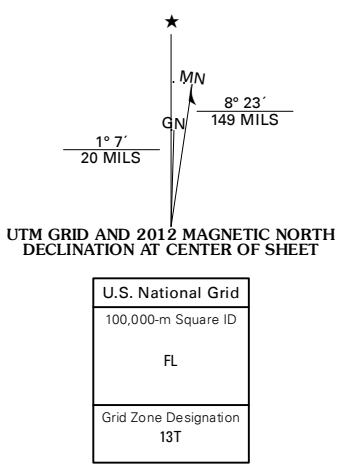 ★
MN
GN
8° 23´
149 MILS
1° 7´
20 MILS
UTM GRID AND 2012 MAGNETIC NORTH
DECLINATION AT CENTER OF SHEET
U.S. National Grid
100,000-m Square ID
FL
Grid Zone Designation
13T